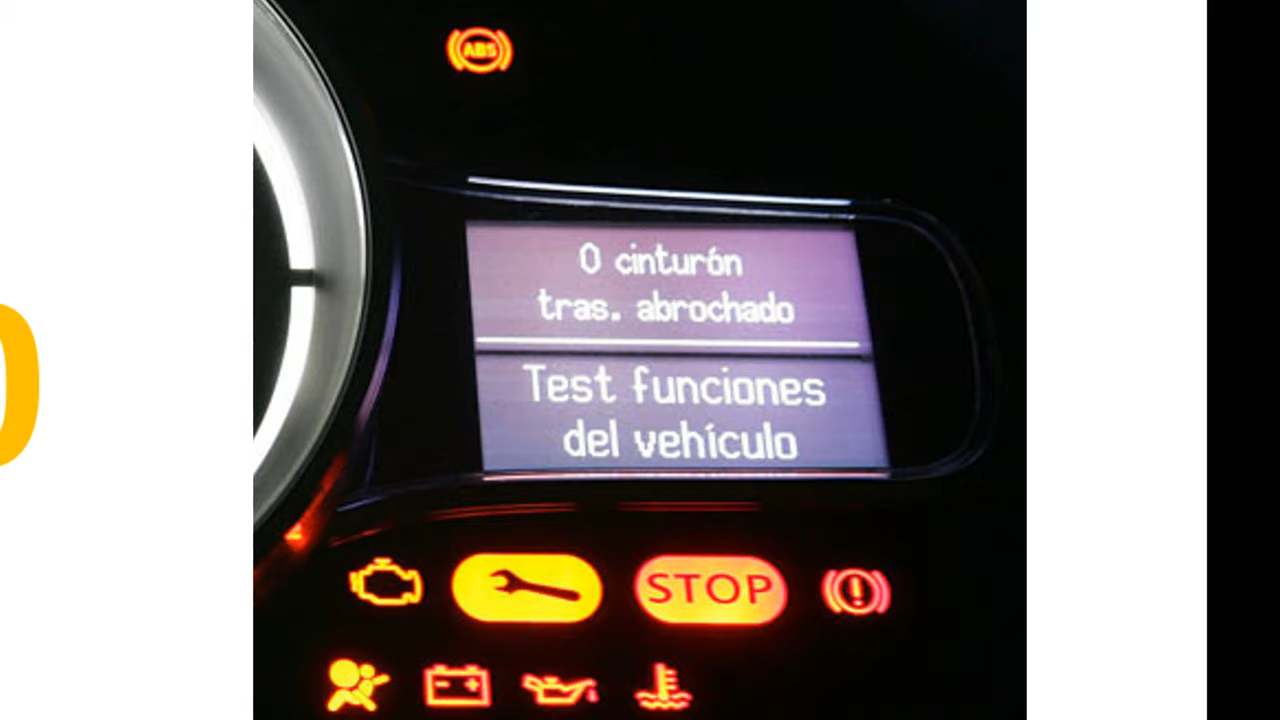 ABS
0 cinturón
tras. abrochado
Test funciones
del vehículo
STOP